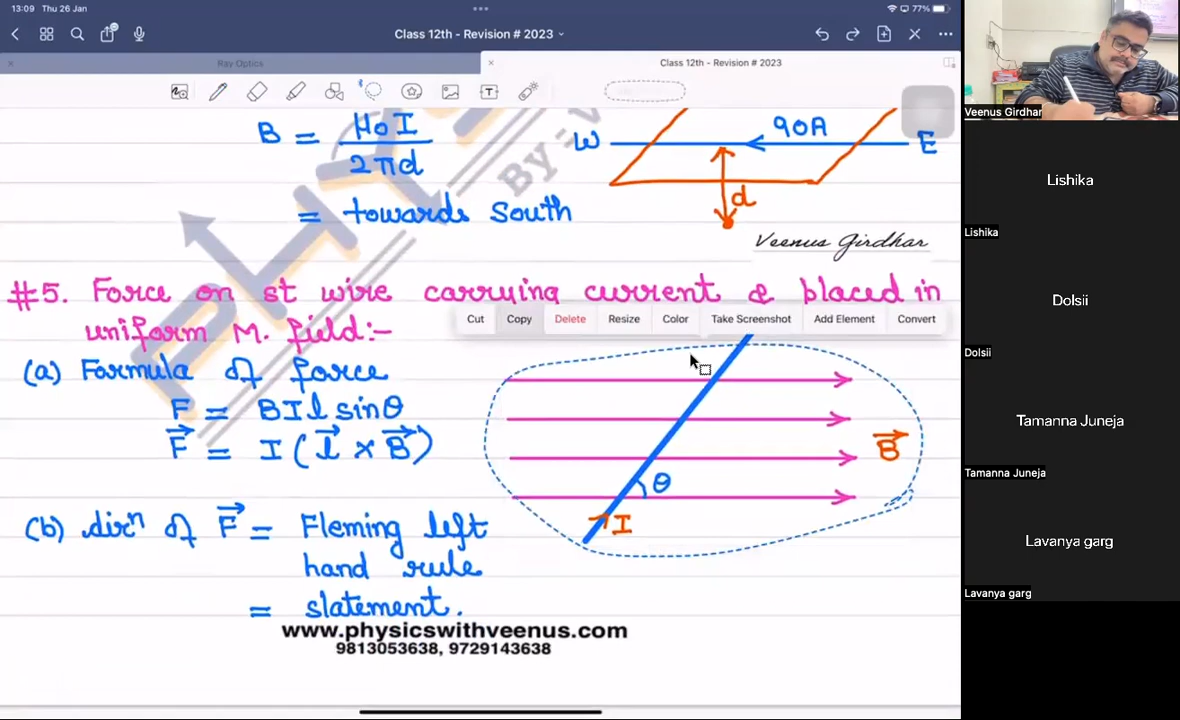 13:09 Thu 26 Jan
77%
Class 12th - Revision # 2023
Ray Optics
Class 12th - Revision # 2023
B = μ0 I / 2πd
= towards South
W
90A
E
d
Veenus Girdhar
#5. Force on st wire carrying current & placed in
uniform M. field:-
Cut Copy Delete Resize Color Take Screenshot Add Element Convert
(a) Formula of force
F = BIl sinθ
F⃗ = I (l⃗ × B⃗)
B⃗
θ
I
(b) dirⁿ of F⃗ = Fleming left
hand rule
= statement.
www.physicswithveenus.com
9813053638, 9729143638
Veenus Girdhar
Lishika
Lishika
Dolsii
Dolsii
Tamanna Juneja
Tamanna Juneja
Lavanya garg
Lavanya garg